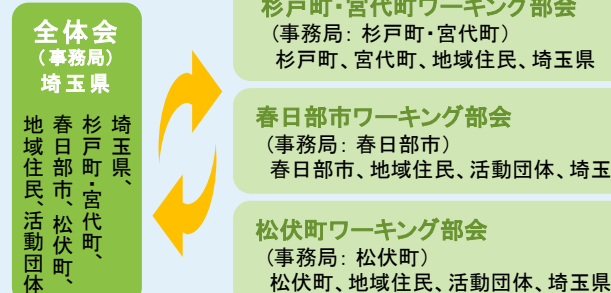 全体会
（事務局）
埼玉県
埼玉県、
杉戸町・宮代町、
春日部市、松伏町、
地域住民、活動団体
杉戸町・宮代町ワーキング部会
（事務局：杉戸町・宮代町）
杉戸町、宮代町、地域住民、埼玉県
春日部市ワーキング部会
（事務局：春日部市）
春日部市、地域住民、活動団体、埼玉
松伏町ワーキング部会
（事務局：松伏町）
松伏町、地域住民、活動団体、埼玉県